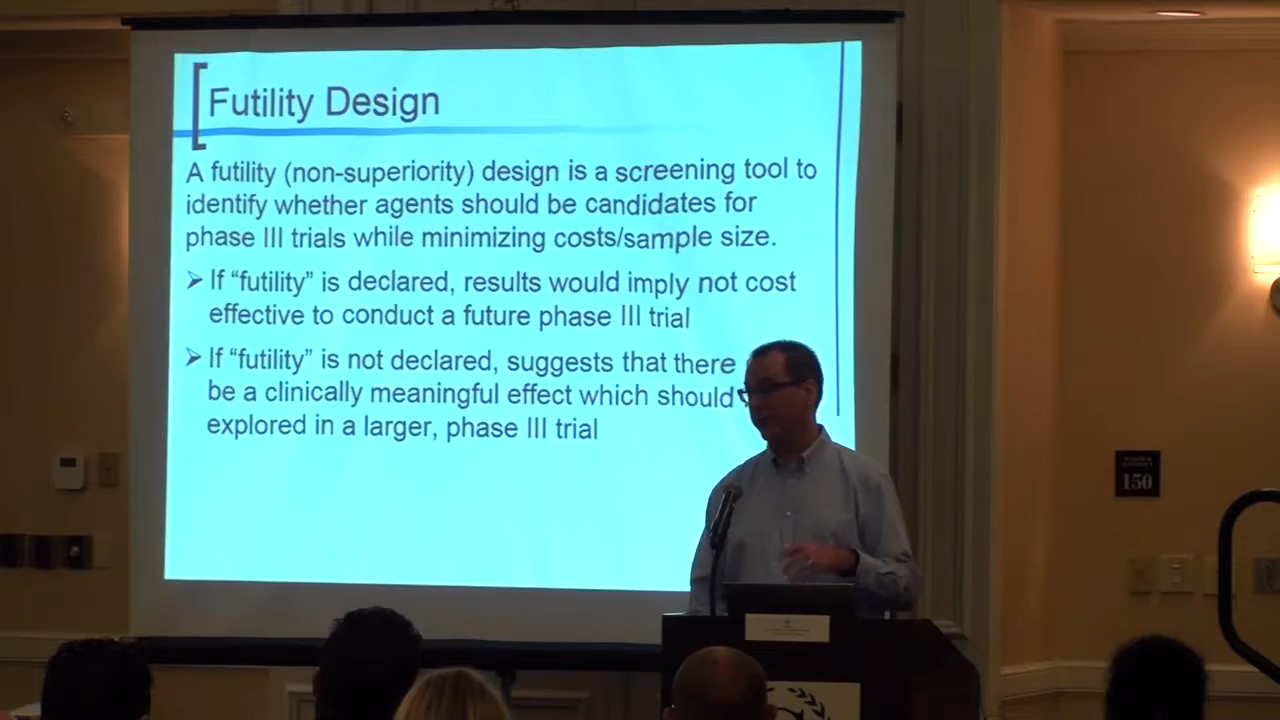 Futility Design
A futility (non-superiority) design is a screening tool to
identify whether agents should be candidates for
phase III trials while minimizing costs/sample size.
➢ If “futility” is declared, results would imply not cost
effective to conduct a future phase III trial
➢ If “futility” is not declared, suggests that there
be a clinically meaningful effect which should
explored in a larger, phase III trial
150